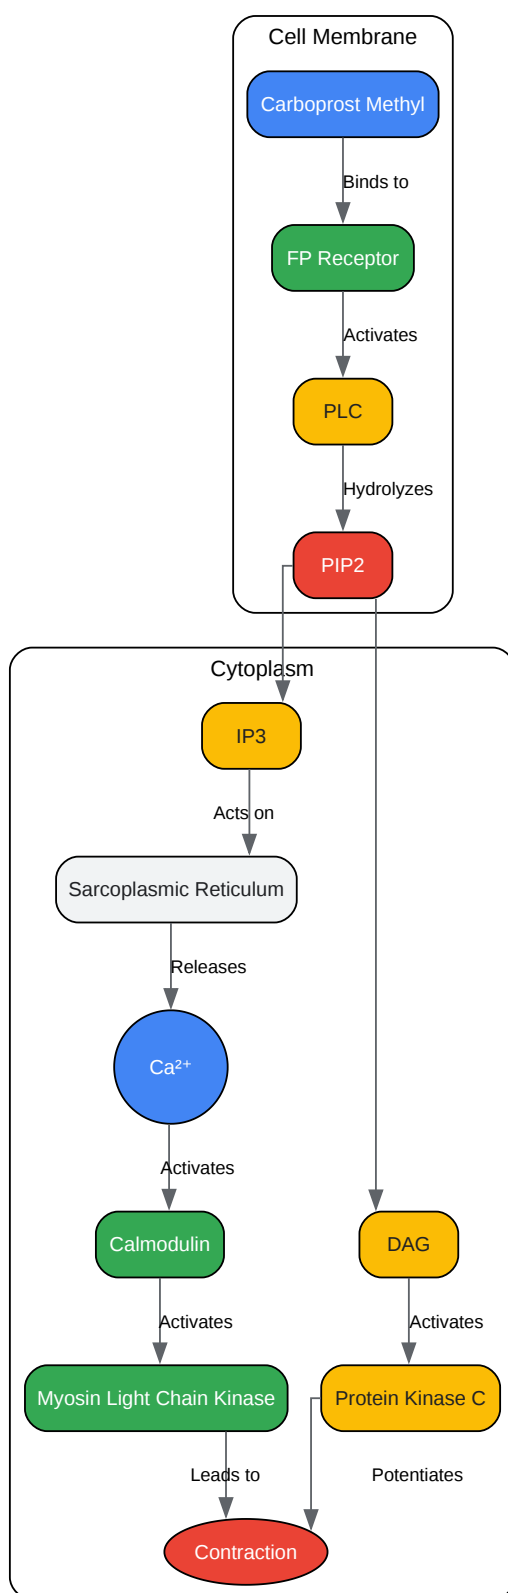 Cell Membrane
Carboprost Methyl
Binds to
FP Receptor
Activates
PLC
Hydrolyzes
PIP2
Cytoplasm
IP3
Acts on
Sarcoplasmic Reticulum
Releases
Ca²⁺
Activates
Calmodulin
DAG
Activates
Activates
Myosin Light Chain Kinase
Protein Kinase C
Leads to
Potentiates
Contraction